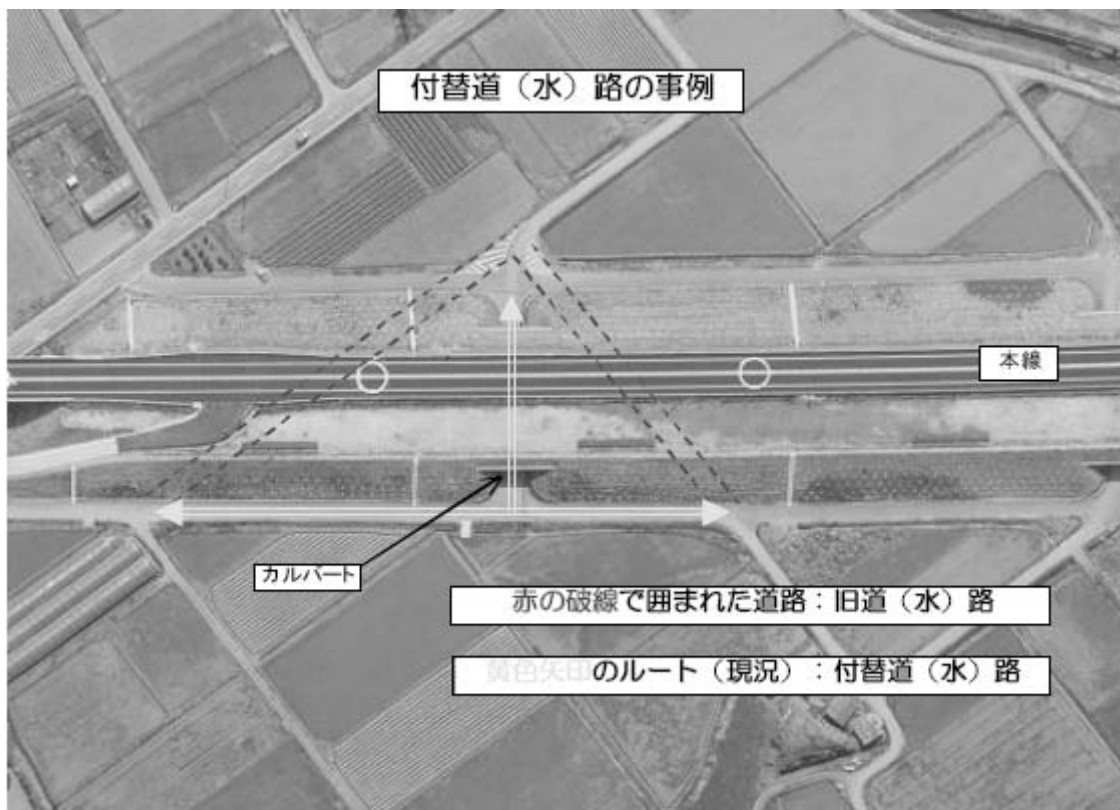 付替道（水）路の事例
本線
カルバート
赤の破線で囲まれた道路：旧道（水）路
黄色矢印のルート（現況）：付替道（水）路